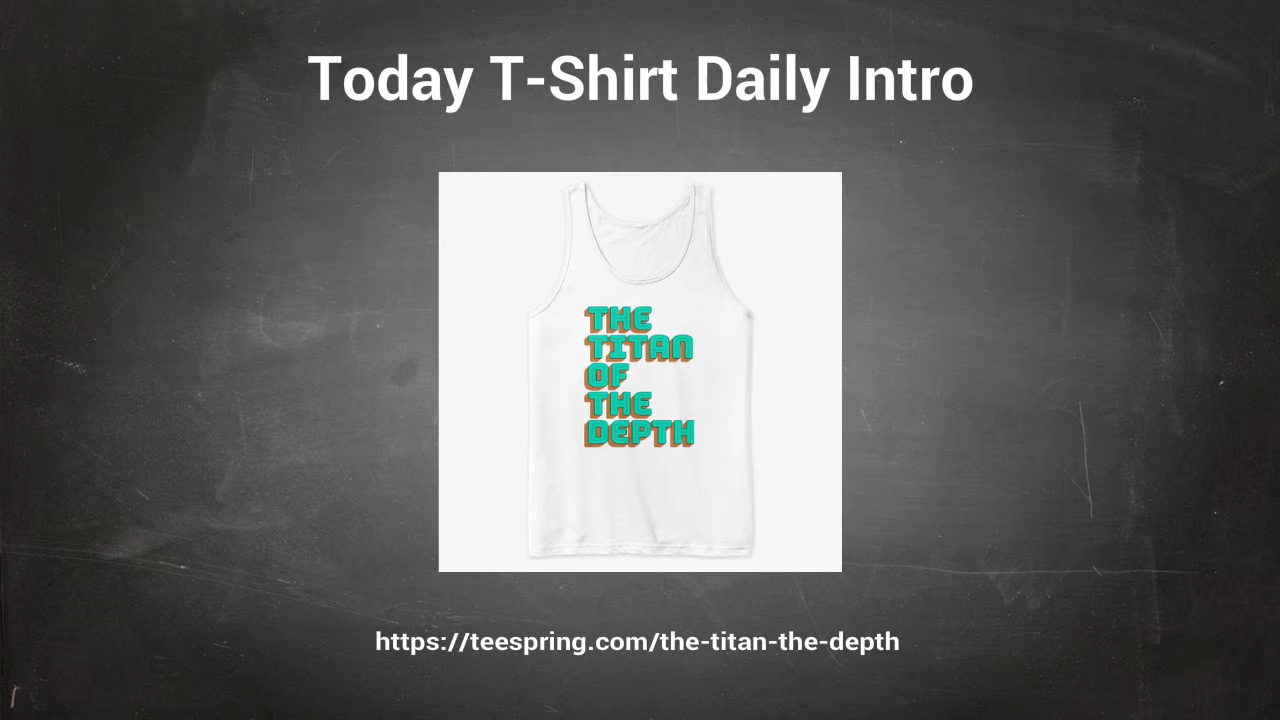 Today T-Shirt Daily Intro
THE
TITAN
OF
THE
DEPTH
https://teespring.com/the-titan-the-depth